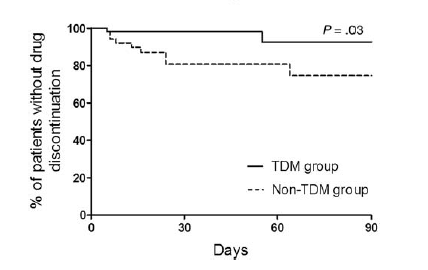 P = .03
100
80
60
40
20
0
% of patients without drug
discontinuation
TDM group
Non-TDM group
0 30 60 90
Days